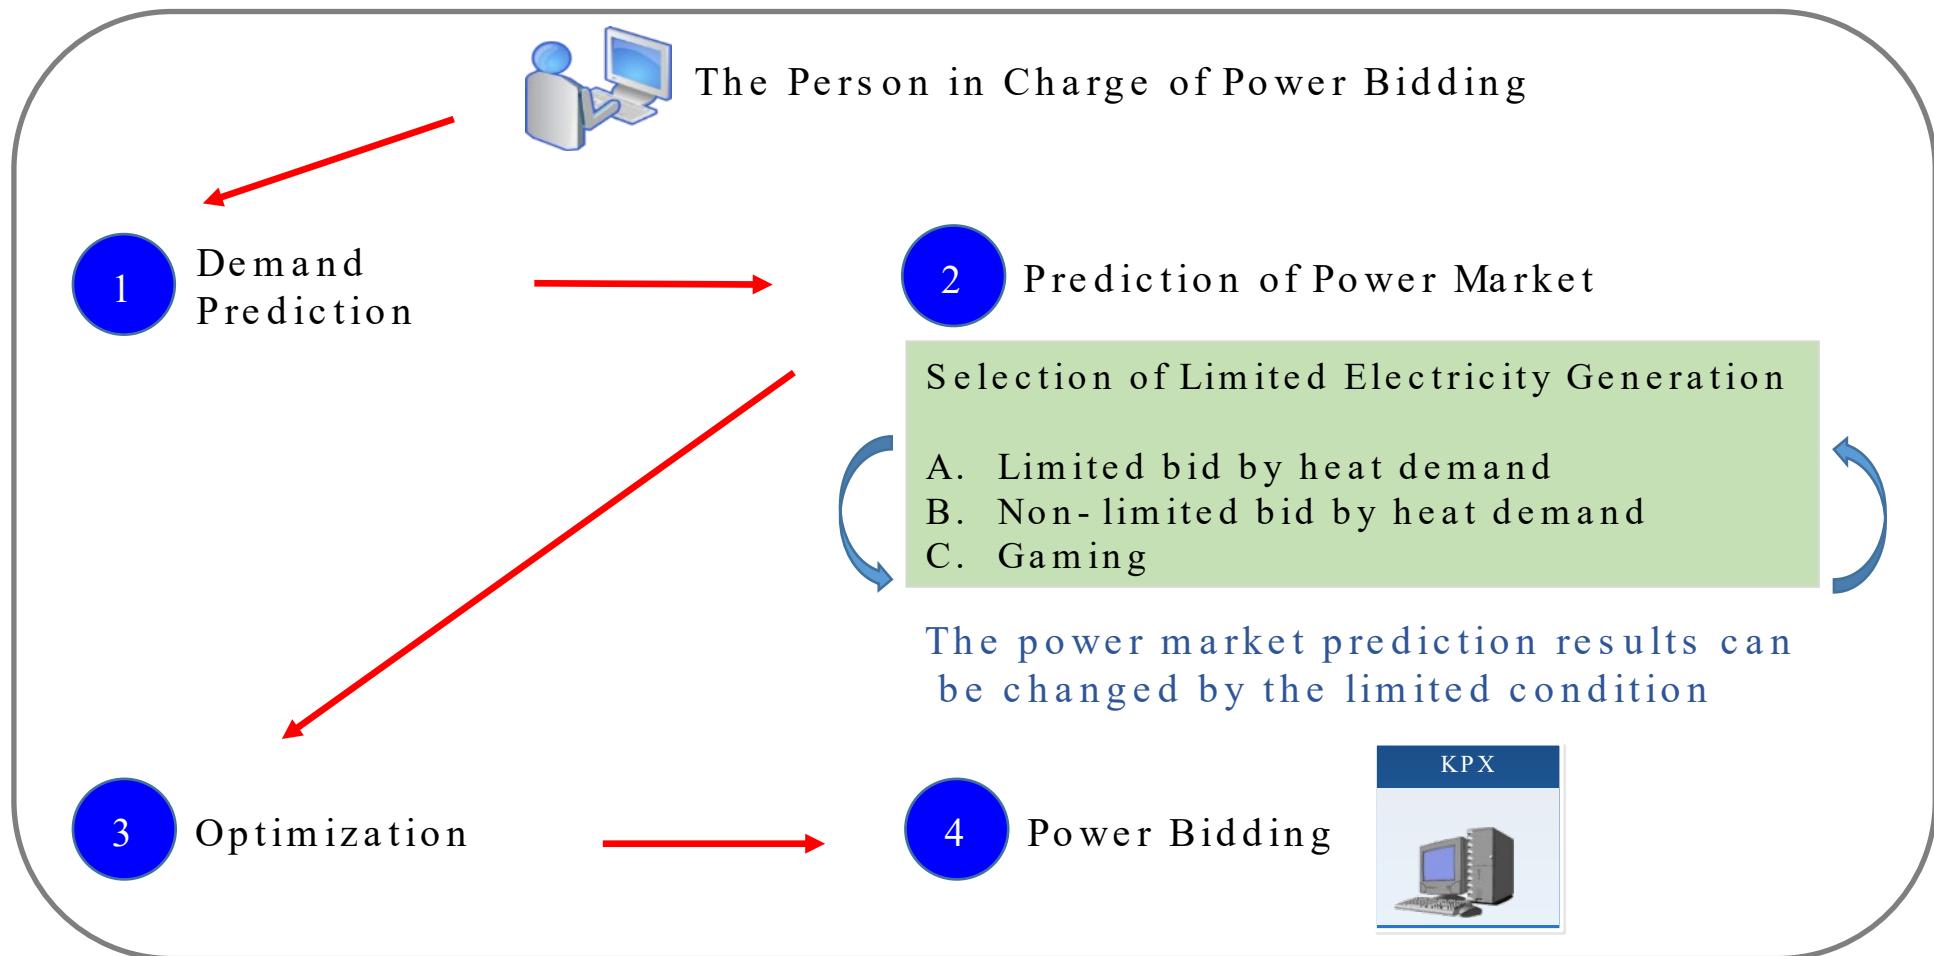 The Person in Charge of Power Bidding
1
Demand
Prediction
2
Prediction of Power Market
Selection of Limited Electricity Generation
A. Limited bid by heat demand
B. Non-limited bid by heat demand
C. Gaming
The power market prediction results can
be changed by the limited condition
3
Optimization
4
Power Bidding
KPX